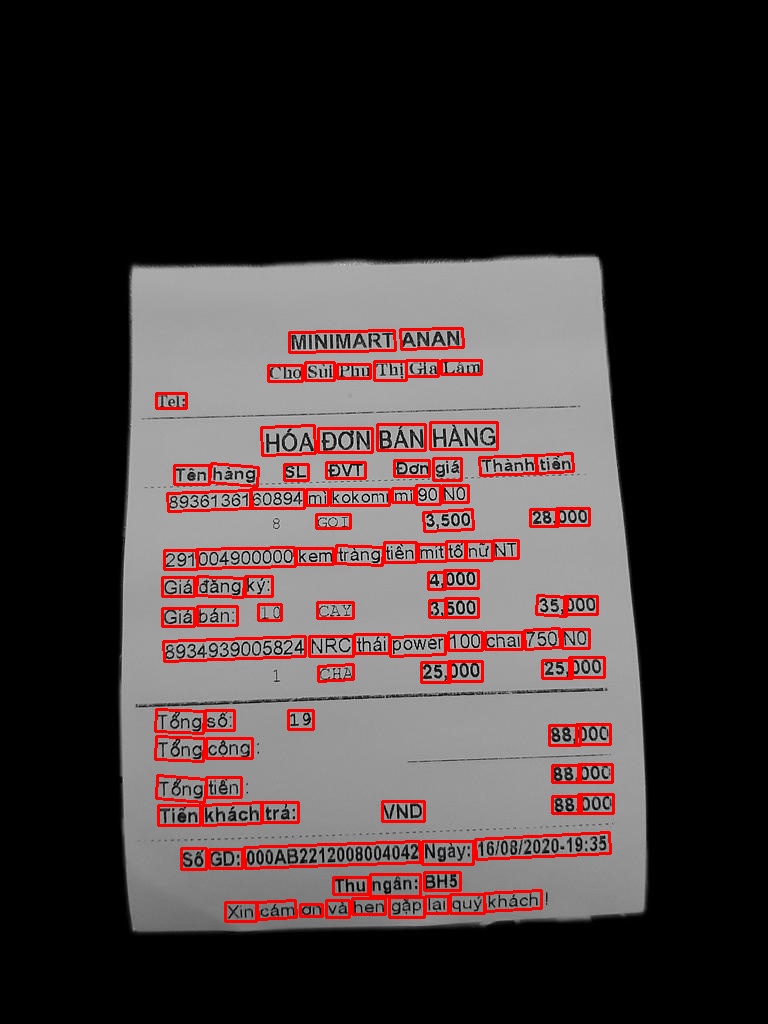 MINIMART ANAN
Chợ Sủi Phú Thị Gia Lâm
Tel:
HÓA ĐƠN BÁN HÀNG
Tên hàng SL ĐVT Đơn giá Thành tiền
8936136160894 mì kokomi mì 90 N0
8 GOI 3,500 28,000
291004900000 kem tràng tiền mit tố nữ NT
Giá đăng ký: 4,000
Giá bán: 10 CAY 3,500 35,000
8934939005824 NRC thái power 100 chai 750 N0
1 CHA 25,000 25,000
Tổng số: 19
Tổng cộng : 88,000
Tổng tiền : 88,000
Tiền khách trả: VND 88,000
Số GD: 000AB2212008004042 Ngày: 16/08/2020-19:35
Thu ngân: BH5
Xin cám ơn và hẹn gặp lại quý khách !